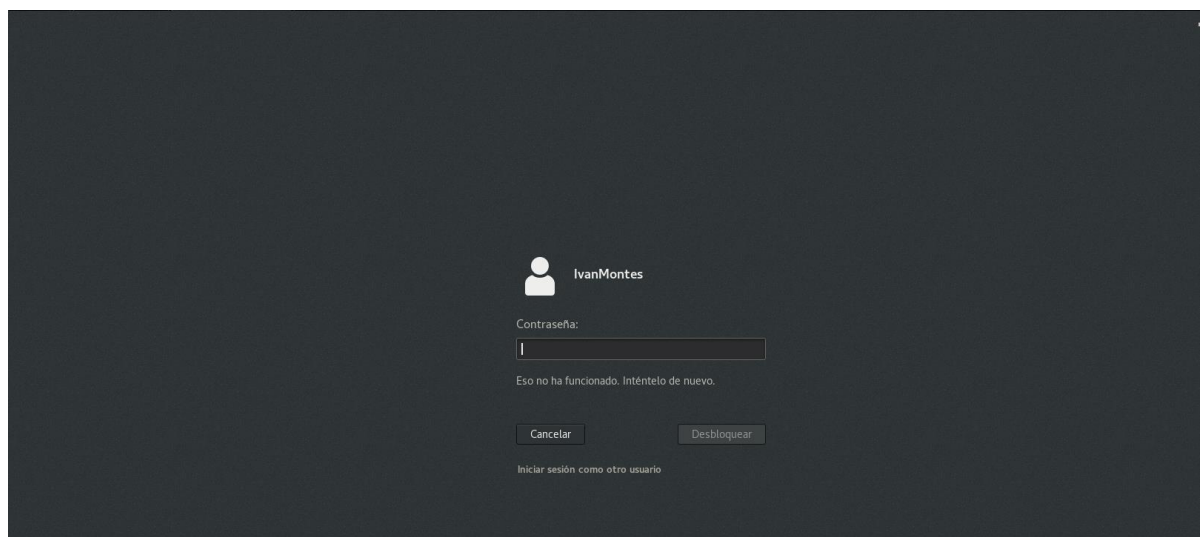 IvanMontes
Contraseña:
Eso no ha funcionado. Inténtelo de nuevo.
Cancelar
Desbloquear
Iniciar sesión como otro usuario